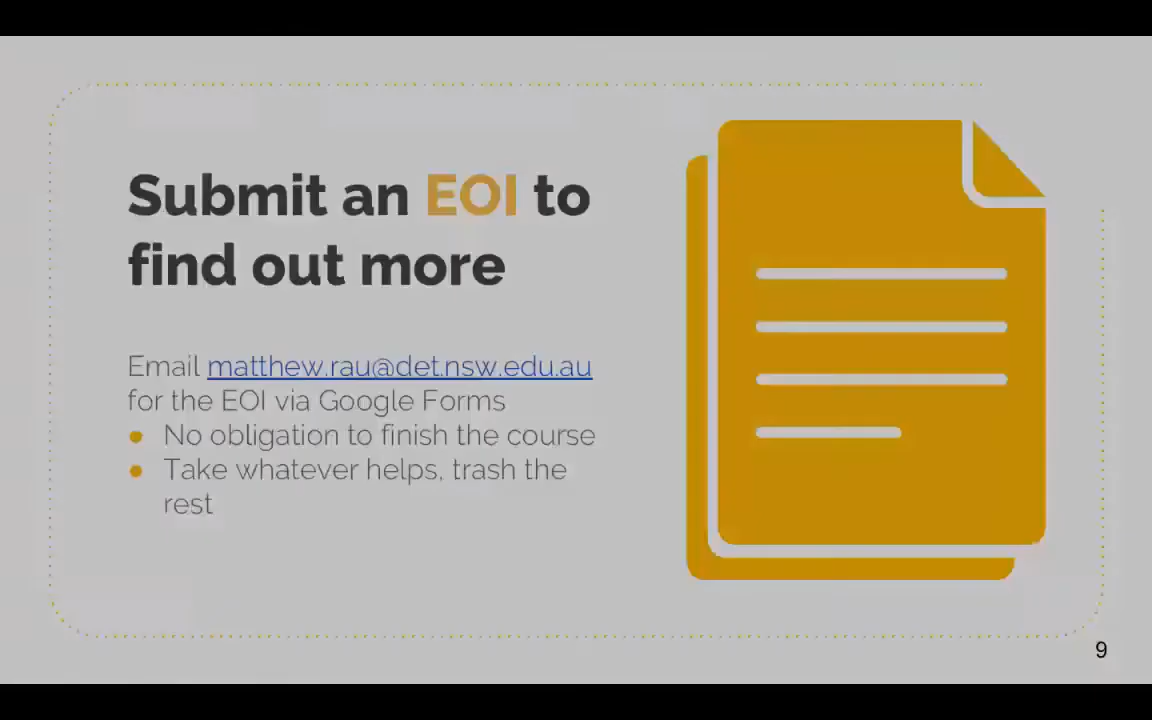 Submit an EOI to
find out more
Email matthew.rau@det.nsw.edu.au
for the EOI via Google Forms
● No obligation to finish the course
● Take whatever helps, trash the
rest
9